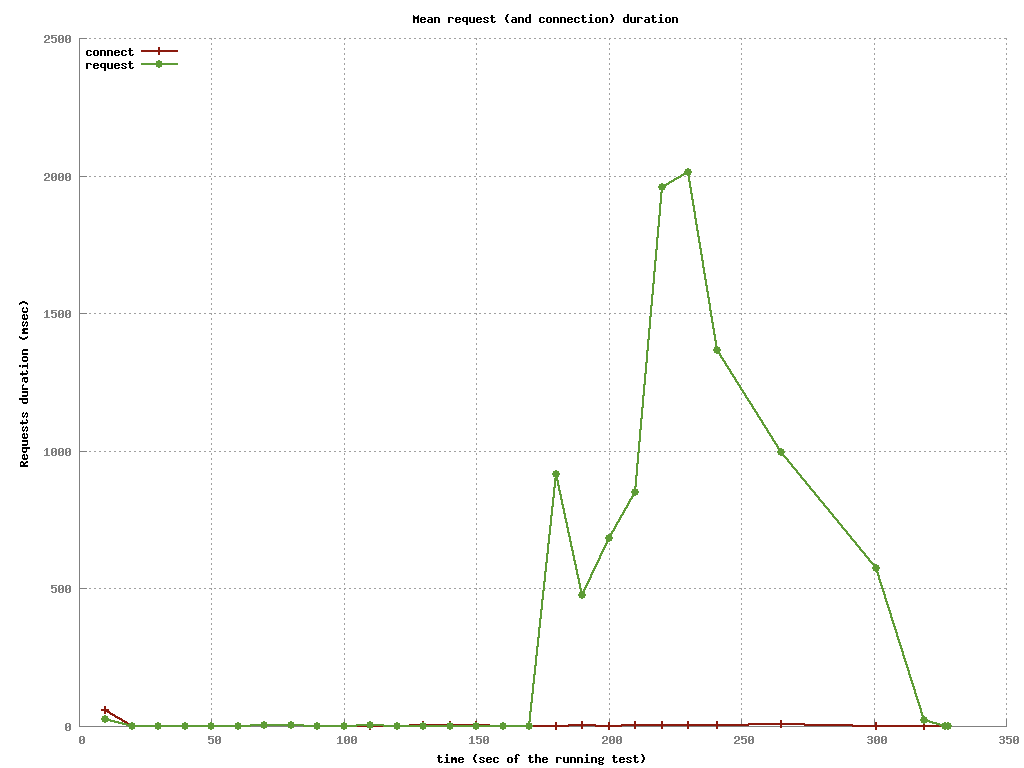 Mean request (and connection) duration
2500
connect
request
2000
1500
Requests duration (msec)
1000
500
0
0 50 100 150 200 250 300 350
time (sec of the running test)